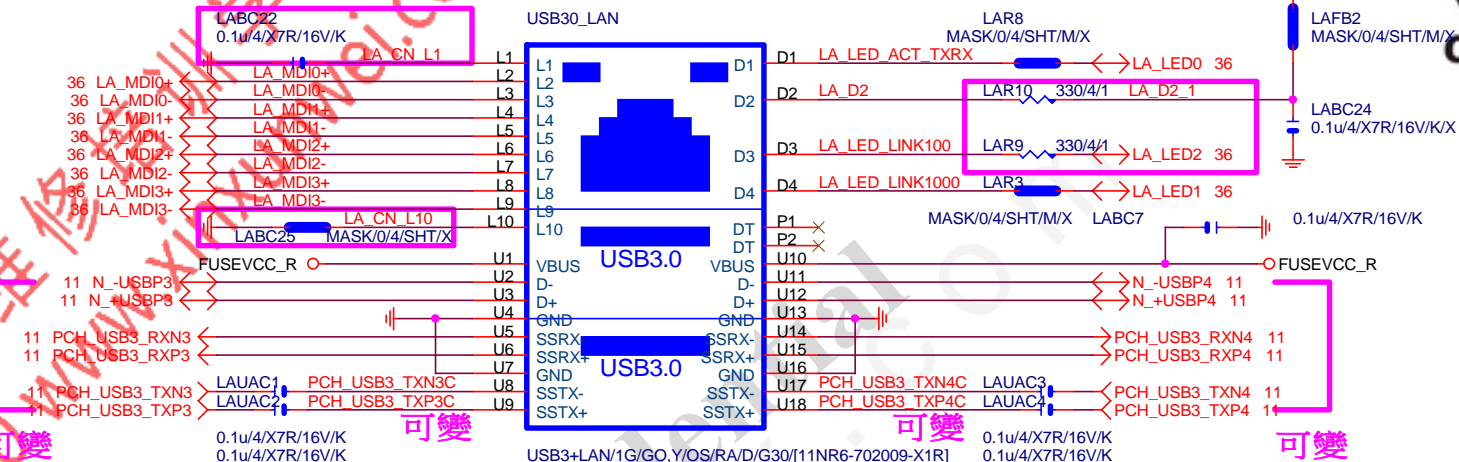 LABC22
0.1u/4/X7R/16V/K
USB30_LAN
LAR8
MASK/0/4/SHT/M/X
LAFB2
MASK/0/4/SHT/M/X
LA_CN_L1
L1
L1
D1
D1
LA_LED_ACT_TXRX
LA_LED0 36
36 LA_MDI0+
LA_MDI0+
L2
L2
36 LA_MDI0-
LA_MDI0-
L3
L3
D2
D2
LA_D2
LAR10
330/4/1
LA_D2_1
36 LA_MDI1+
LA_MDI1+
L4
L4
LABC24
0.1u/4/X7R/16V/K/X
36 LA_MDI1-
LA_MDI1-
L5
L5
36 LA_MDI2+
LA_MDI2+
L6
L6
D3
D3
LA_LED_LINK100
LAR9
330/4/1
LA_LED2 36
36 LA_MDI2-
LA_MDI2-
L7
L7
36 LA_MDI3+
LA_MDI3+
L8
L8
D4
D4
LA_LED_LINK1000
LAR3
LA_LED1 36
36 LA_MDI3-
LA_MDI3-
L9
L9
MASK/0/4/SHT/M/X
LABC7
0.1u/4/X7R/16V/K
LA_CN_L10
L10
L10
LABC25
MASK/0/4/SHT/X
DT
P1
DT
P2
FUSEVCC_R
U1
VBUS
USB3.0
VBUS
U10
FUSEVCC_R
11 N_-USBP3
U2
D-
D-
U11
N_-USBP4 11
11 N_+USBP3
U3
D+
D+
U12
N_+USBP4 11
U4
GND
GND
U13
11 PCH_USB3_RXN3
U5
SSRX-
SSRX-
U14
PCH_USB3_RXN4 11
11 PCH_USB3_RXP3
U6
SSRX+
SSRX+
U15
PCH_USB3_RXP4 11
U7
GND
USB3.0
GND
U16
11 PCH_USB3_TXN3
LAUAC1
PCH_USB3_TXN3C
U8
SSTX-
SSTX-
U17
PCH_USB3_TXN4C
LAUAC3
PCH_USB3_TXN4 11
11 PCH_USB3_TXP3
LAUAC2
PCH_USB3_TXP3C
U9
SSTX+
SSTX+
U18
PCH_USB3_TXP4C
LAUAC4
PCH_USB3_TXP4 11
可變
可變
可變
可變
0.1u/4/X7R/16V/K
0.1u/4/X7R/16V/K
0.1u/4/X7R/16V/K
0.1u/4/X7R/16V/K
USB3+LAN/1G/GO,Y/OS/RA/D/G30/[11NR6-702009-X1R]
维修培训
www.xinxunwei.co
dential